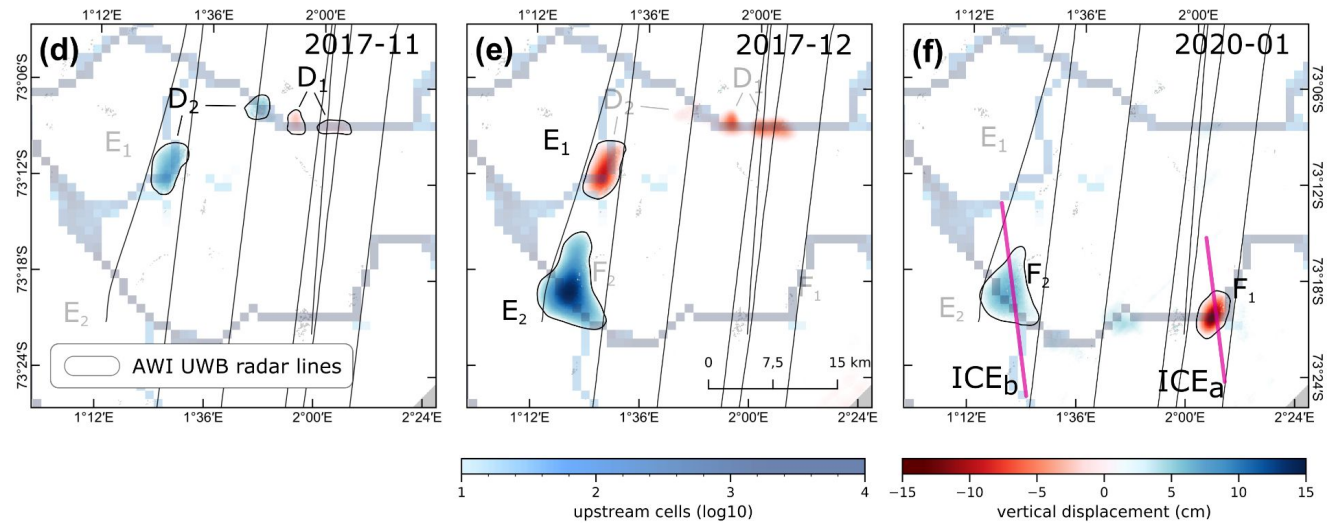 1°12′E 1°36′E 2°00′E
1°12′E 1°36′E 2°00′E
1°12′E 1°36′E 2°00′E
(d) 2017-11
(e) 2017-12
(f) 2020-01
73°06′S
73°12′S
73°18′S
73°24′S
D2
D1
E1
E2
AWI UWB radar lines
D2
D1
E1
E2
F2
F1
0 7,5 15 km
E1
E2
F2
F1
ICEb
ICEa
73°06′S
73°12′S
73°18′S
73°24′S
1°12′E 1°36′E 2°00′E 2°24′E
1°12′E 1°36′E 2°00′E 2°24′E
1°12′E 1°36′E 2°00′E 2°24′E
1 2 3 4
upstream cells (log10)
−15 −10 −5 0 5 10 15
vertical displacement (cm)